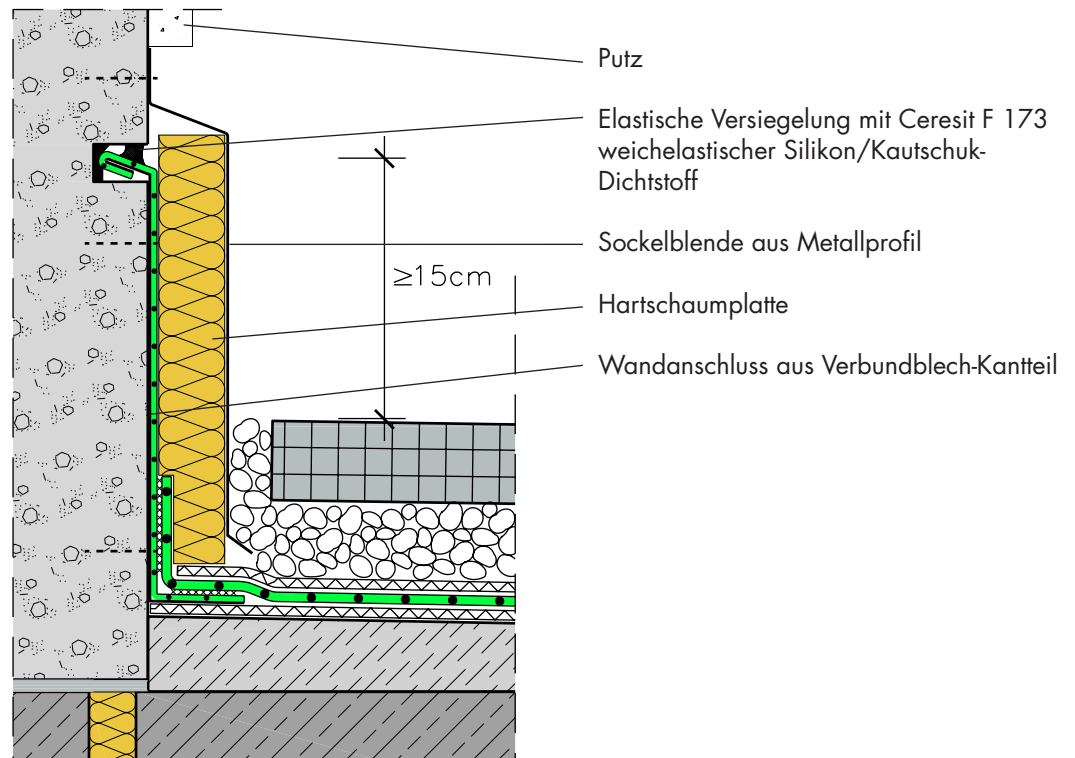 Putz
Elastische Versiegelung mit Ceresit F 173
weichelastischer Silikon/Kautschuk-
Dichtstoff
Sockelblende aus Metallprofil
≥15cm
Hartschaumplatte
Wandanschluss aus Verbundblech-Kantteil